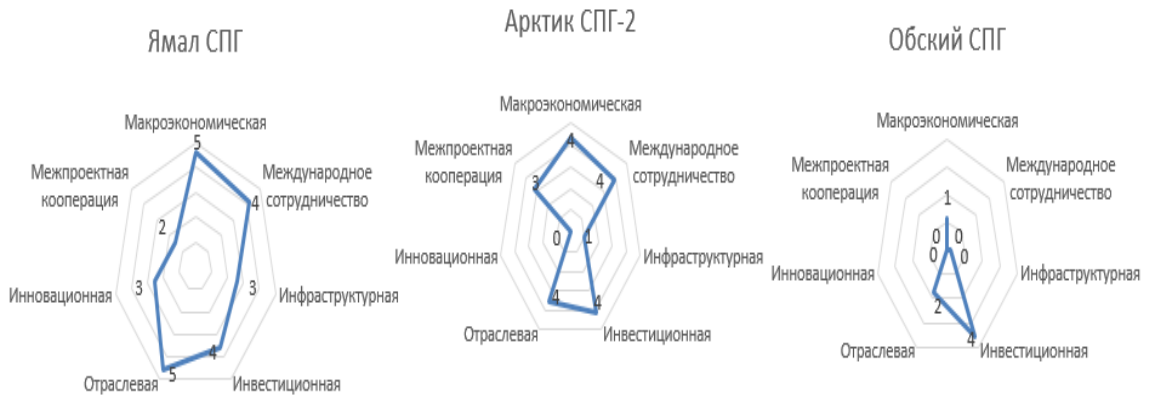 Ямал СПГ
Макроэкономическая
5
Межпроектная
кооперация
Международное
сотрудничество
4
2
Инновационная
3
3
Инфраструктурная
4
Отраслевая
5
Инвестиционная
Арктик СПГ-2
Макроэкономическая
4
Межпроектная
кооперация
Международное
сотрудничество
3
4
Инновационная
0
1
Инфраструктурная
4
4
Отраслевая
Инвестиционная
Обский СПГ
Макроэкономическая
Межпроектная
кооперация
Международное
сотрудничество
1
0
0
0
0
Инновационная
Инфраструктурная
2
4
Отраслевая
Инвестиционная